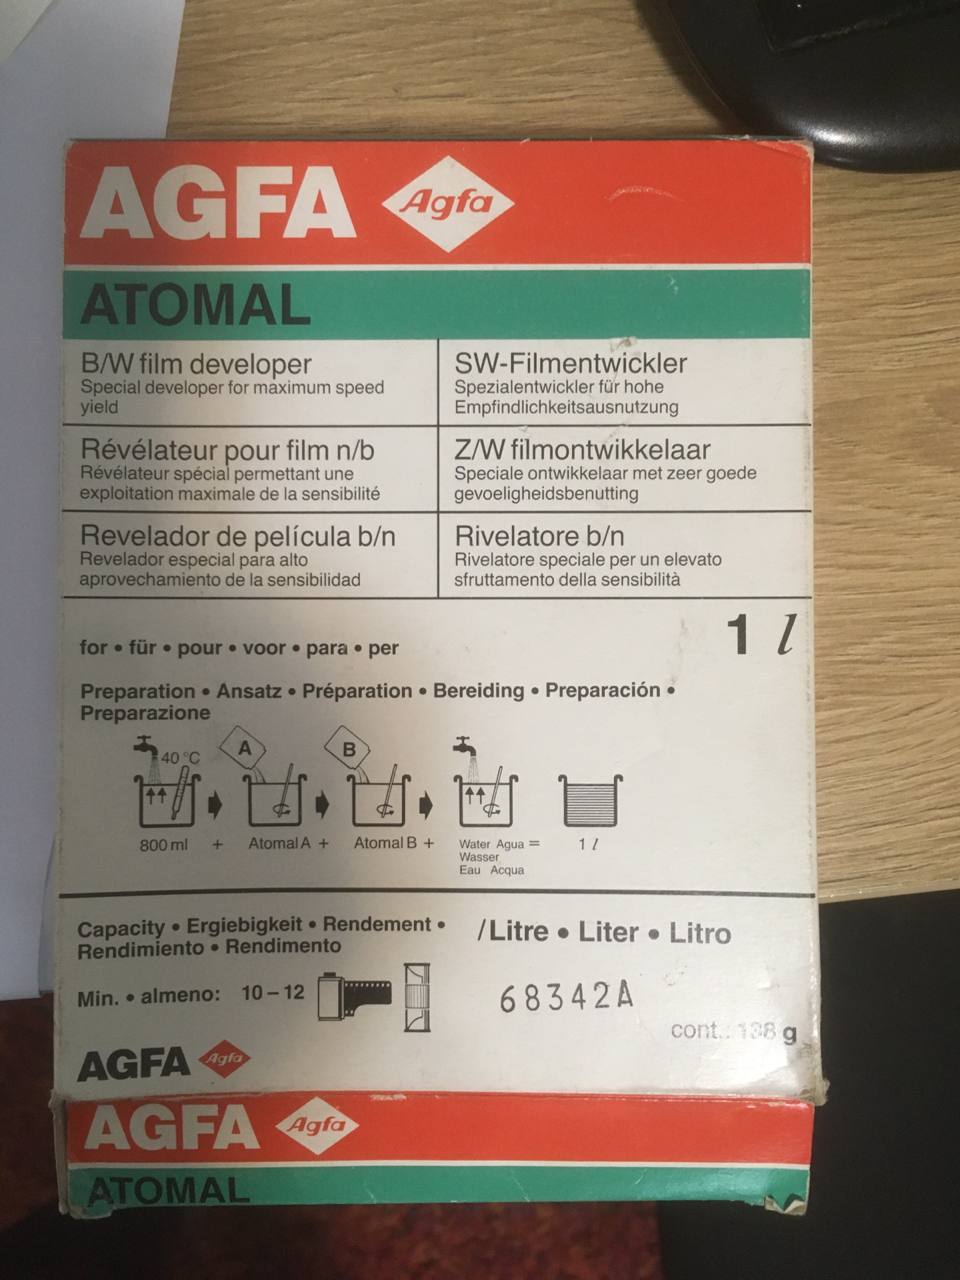 AGFA Agfa
ATOMAL
B/W film developer
Special developer for maximum speed
yield
SW-Filmentwickler
Spezialentwickler für hohe
Empfindlichkeitsausnutzung
Révélateur pour film n/b
Révélateur spécial permettant une
exploitation maximale de la sensibilité
Z/W filmontwikkelaar
Speciale ontwikkelaar met zeer goede
gevoeligheidsbenutting
Revelador de película b/n
Revelador especial para alto
aprovechamiento de la sensibilidad
Rivelatore b/n
Rivelatore speciale per un elevato
sfruttamento della sensibilità
for • für • pour • voor • para • per
1 l
Preparation • Ansatz • Préparation • Bereiding • Preparación •
Preparazione
40 °C
A
B
800 ml + Atomal A + Atomal B + Water Agua = 1 l
Wasser
Eau Acqua
Capacity • Ergiebigkeit • Rendement •
Rendimiento • Rendimento
/Litre • Liter • Litro
Min. • almeno: 10 – 12
68342A
cont.: 138 g
AGFA Agfa
AGFA Agfa
ATOMAL